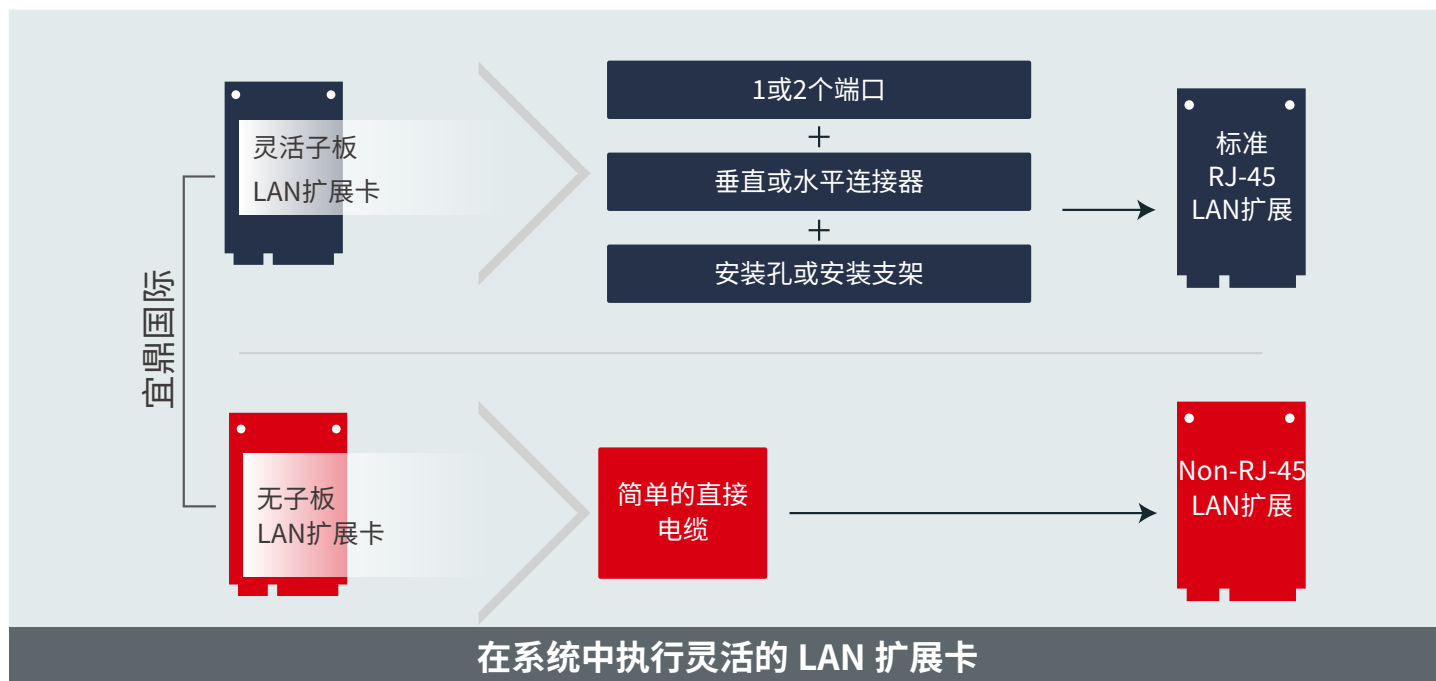 宜鼎国际
灵活子板
LAN扩展卡
1或2个端口
+
垂直或水平连接器
+
安装孔或安装支架
标准
RJ-45
LAN扩展
无子板
LAN扩展卡
简单的直接
电缆
Non-RJ-45
LAN扩展
在系统中执行灵活的 LAN 扩展卡